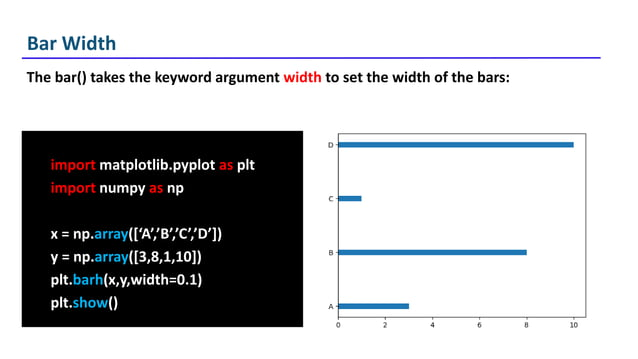 Bar Width
The bar() takes the keyword argument width to set the width of the bars:
import matplotlib.pyplot as plt
import numpy as np
x = np.array([‘A’,’B’,’C’,’D’])
y = np.array([3,8,1,10])
plt.barh(x,y,width=0.1)
plt.show()
D
C
B
A
0 2 4 6 8 10